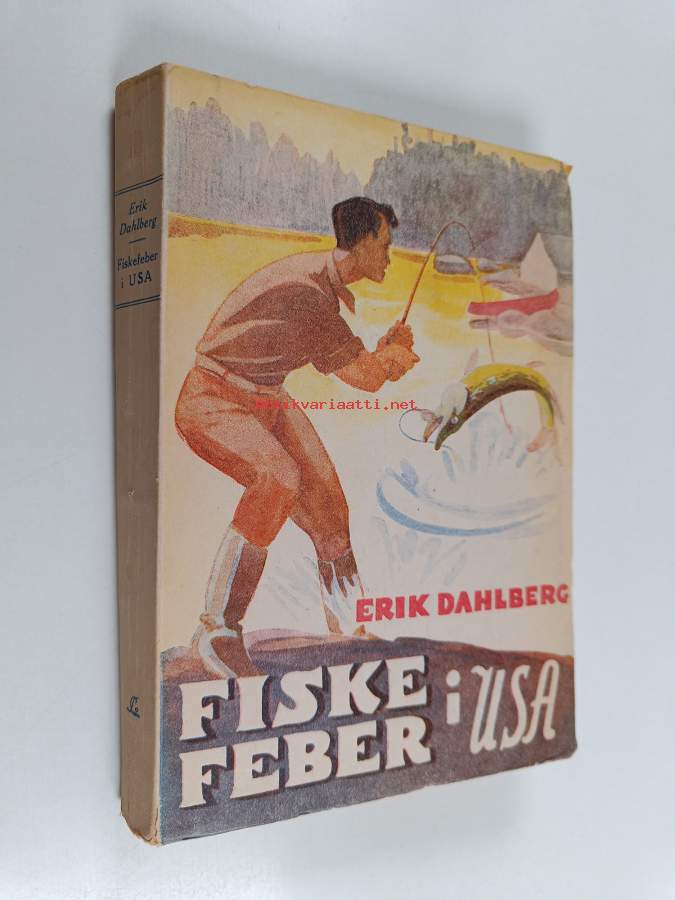 Erik
Dahlberg
Fiskefeber
i USA
antikvariaatti.net
ERIK DAHLBERG
FISKE
FEBER
i USA